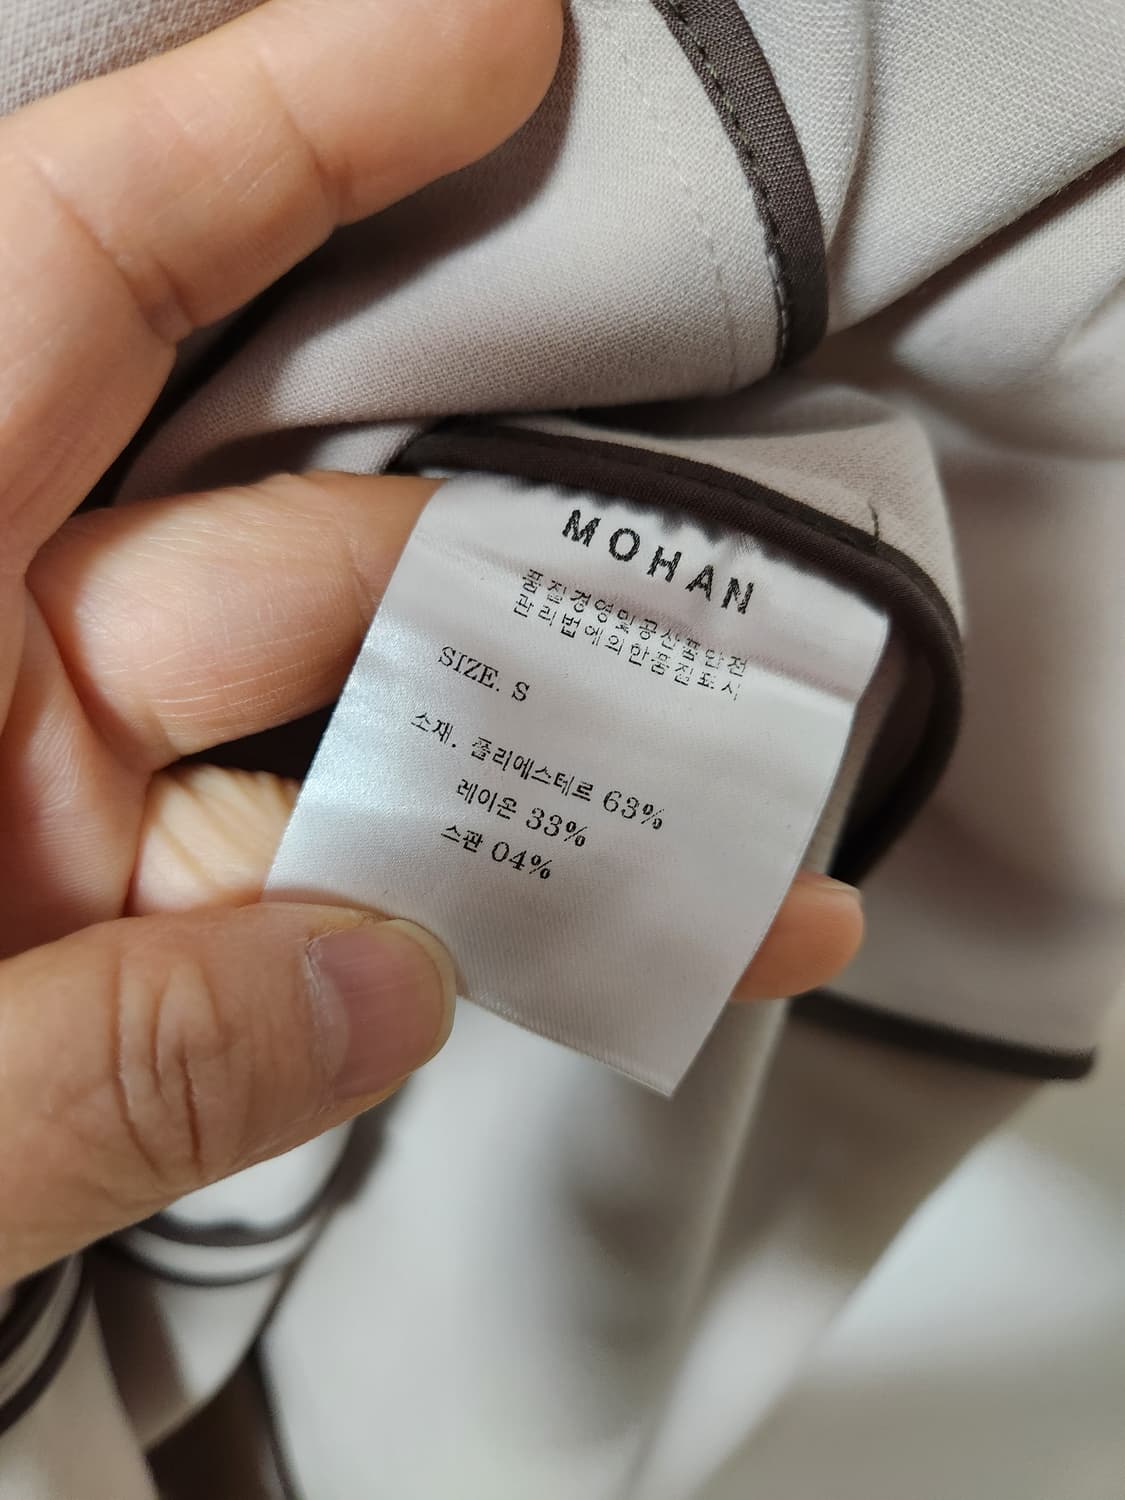 MOHAN
품질경영및공산품안전
관리법에의한품질표시
SIZE. S
소재. 폴리에스테르 63%
레이온 33%
스판 04%